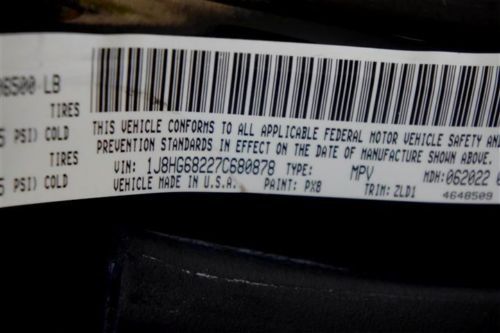 6500 LB
TIRES
PSI) COLD
TIRES
PSI) COLD
THIS VEHICLE CONFORMS TO ALL APPLICABLE FEDERAL MOTOR VEHICLE SAFETY AND
PREVENTION STANDARDS IN EFFECT ON THE DATE OF MANUFACTURE SHOWN ABOVE.
VIN: 1J8HG68227C680878 TYPE: MPV MDH:062022
VEHICLE MADE IN U.S.A. PAINT: PXB TRIM: ZLD1
4648509